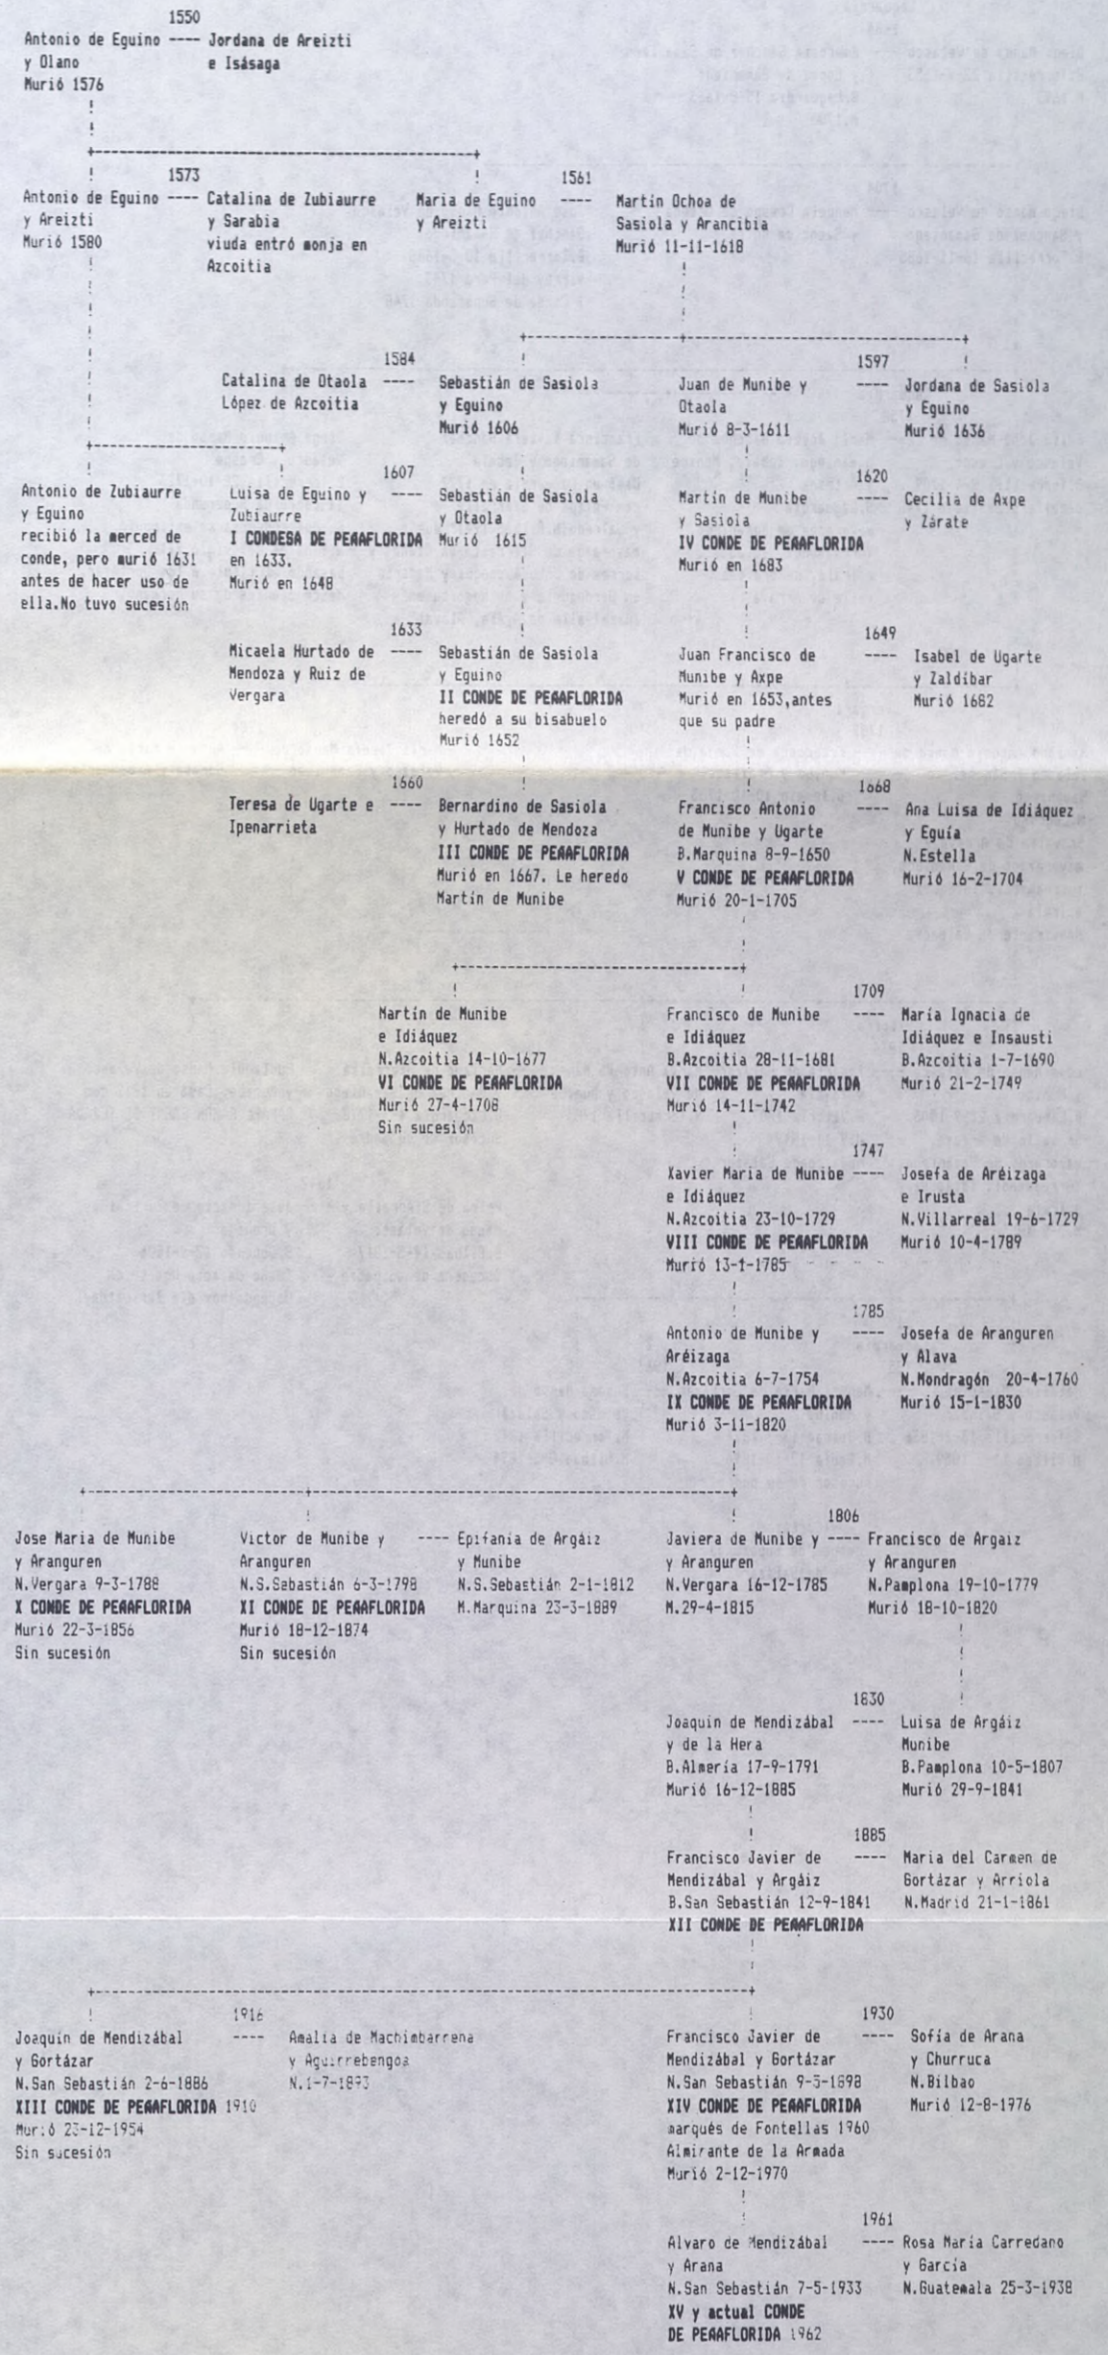 1550
Antonio de Eguino ---- Jordana de Areizti
y Olano e Isásaga
Murió 1576
1573 1561
Antonio de Eguino ---- Catalina de Zubiaurre Maria de Eguino ---- Martin Ochoa de
y Areizti y Sarabia y Areizti Sasiola y Arancibia
Murió 1580 viuda entró monja en Murió 11-11-1618
Azcoitia
1584 1597
Catalina de Otaola ---- Sebastián de Sasiola Juan de Munibe y ---- Jordana de Sasiola
López de Azcoitia y Eguino Otaola y Eguino
Murió 1606 Murió 8-3-1611 Murió 1636
1607 1620
Antonio de Zubiaurre Luisa de Eguino y ---- Sebastián de Sasiola Martín de Munibe ---- Cecilia de Axpe
y Eguino Zubiaurre y Otaola y Sasiola y Zárate
recibió la merced de I CONDESA DE PEÑAFLORIDA Murió 1615 IV CONDE DE PEÑAFLORIDA
conde, pero murió 1631 en 1633. Murió en 1683
antes de hacer uso de Murió en 1648
ella.No tuvo sucesión
1633 1649
Micaela Hurtado de ---- Sebastián de Sasiola Juan Francisco de ---- Isabel de Ugarte
Mendoza y Ruiz de y Eguino Munibe y Axpe y Zaldibar
Vergara II CONDE DE PEÑAFLORIDA Murió en 1653,antes Murió 1682
heredó a su bisabuelo que su padre
Murió 1652
1660 1668
Teresa de Ugarte e ---- Bernardino de Sasiola Francisco Antonio ---- Ana Luisa de Idiáquez
Ipenarrieta y Hurtado de Mendoza de Munibe y Ugarte y Eguía
III CONDE DE PEÑAFLORIDA B.Marquina 8-9-1650 N.Estella
Murió en 1667. Le heredo V CONDE DE PEÑAFLORIDA Murió 16-2-1704
Martín de Munibe Murió 20-1-1705
1709
Martín de Munibe Francisco de Munibe ---- María Ignacia de
e Idiáquez e Idiáquez Idiáquez e Insausti
N.Azcoitia 14-10-1677 B.Azcoitia 28-11-1681 B.Azcoitia 1-7-1690
VI CONDE DE PEÑAFLORIDA VII CONDE DE PEÑAFLORIDA Murió 21-2-1749
Murió 27-4-1708 Murió 14-11-1742
Sin sucesión
1747
Xavier Maria de Munibe ---- Josefa de Aréizaga
e Idiáquez e Irusta
N.Azcoitia 23-10-1729 N.Villarreal 19-6-1729
VIII CONDE DE PEÑAFLORIDA Murió 10-4-1789
Murió 13-1-1785
1785
Antonio de Munibe y ---- Josefa de Aranguren
Aréizaga y Alava
N.Azcoitia 6-7-1754 N.Mondragón 20-4-1760
IX CONDE DE PEÑAFLORIDA Murió 15-1-1830
Murió 3-11-1820
1806
Jose Maria de Munibe Victor de Munibe y ---- Epifania de Argáiz Javiera de Munibe y ---- Francisco de Argaiz
y Aranguren Aranguren y Munibe y Aranguren y Aranguren
N.Vergara 9-3-1788 N.S.Sebastián 6-3-1798 N.S.Sebastián 2-1-1812 N.Vergara 16-12-1785 N.Pamplona 19-10-1779
X CONDE DE PEÑAFLORIDA XI CONDE DE PEÑAFLORIDA M.Marquina 23-3-1889 M.29-4-1815 Murió 18-10-1820
Murió 22-3-1856 Murió 18-12-1874
Sin sucesión Sin sucesión
1830
Joaquin de Mendizábal ---- Luisa de Argáiz
y de la Hera Munibe
B.Almería 17-9-1791 B.Pamplona 10-5-1807
Murió 16-12-1885 Murió 29-9-1841
1885
Francisco Javier de ---- Maria del Carmen de
Mendizábal y Argáiz Gortázar y Arriola
B.San Sebastián 12-9-1841 N.Madrid 21-1-1861
XII CONDE DE PEÑAFLORIDA
1916 1930
Joaquin de Mendizábal ---- Amalia de Machimbarrena Francisco Javier de ---- Sofía de Arana
y Gortázar y Aguirrebengoa Mendizábal y Gortázar y Churruca
N.San Sebastián 2-6-1886 N.1-7-1893 N.San Sebastián 9-5-1898 N.Bilbao
XIII CONDE DE PEÑAFLORIDA 1910 XIV CONDE DE PEÑAFLORIDA Murió 12-8-1976
Murió 23-12-1954 marqués de Fontellas 1960
Sin sucesión Almirante de la Armada
Murió 2-12-1970
1961
Alvaro de Mendizábal ---- Rosa María Carredano
y Arana y García
N.San Sebastián 7-5-1933 N.Guatemala 25-3-1938
XV y actual CONDE
DE PEÑAFLORIDA 1962